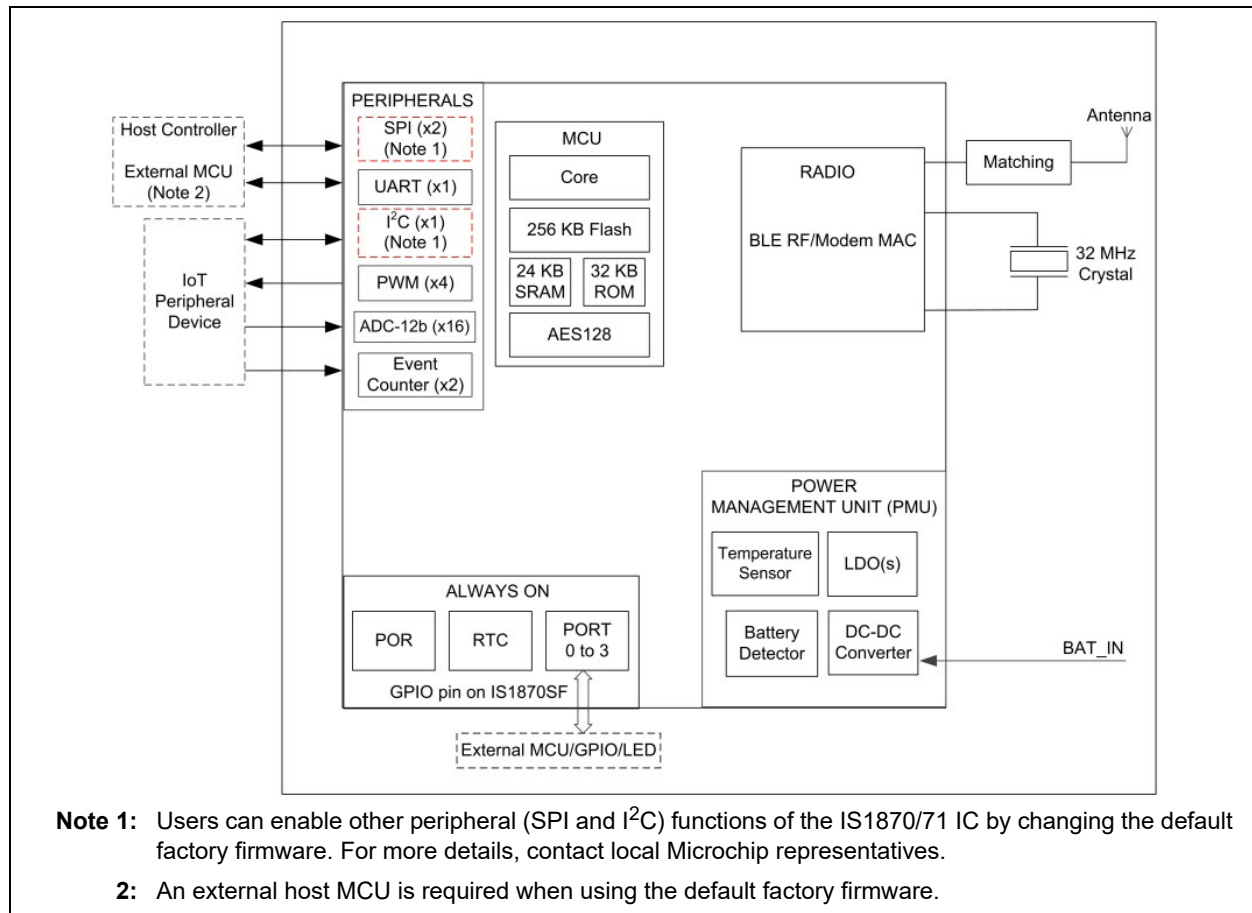 PERIPHERALS
Host Controller
External MCU
(Note 2)
IoT
Peripheral
Device
SPI (x2)
(Note 1)
UART (x1)
I²C (x1)
(Note 1)
PWM (x4)
ADC-12b (x16)
Event
Counter (x2)
MCU
Core
256 KB Flash
24 KB
SRAM
32 KB
ROM
AES128
RADIO
BLE RF/Modem MAC
Matching
Antenna
32 MHz
Crystal
POWER
MANAGEMENT UNIT (PMU)
Temperature
Sensor
LDO(s)
Battery
Detector
DC-DC
Converter
BAT_IN
ALWAYS ON
POR
RTC
PORT
0 to 3
GPIO pin on IS1870SF
External MCU/GPIO/LED
Note 1: Users can enable other peripheral (SPI and I²C) functions of the IS1870/71 IC by changing the default
factory firmware. For more details, contact local Microchip representatives.
2: An external host MCU is required when using the default factory firmware.